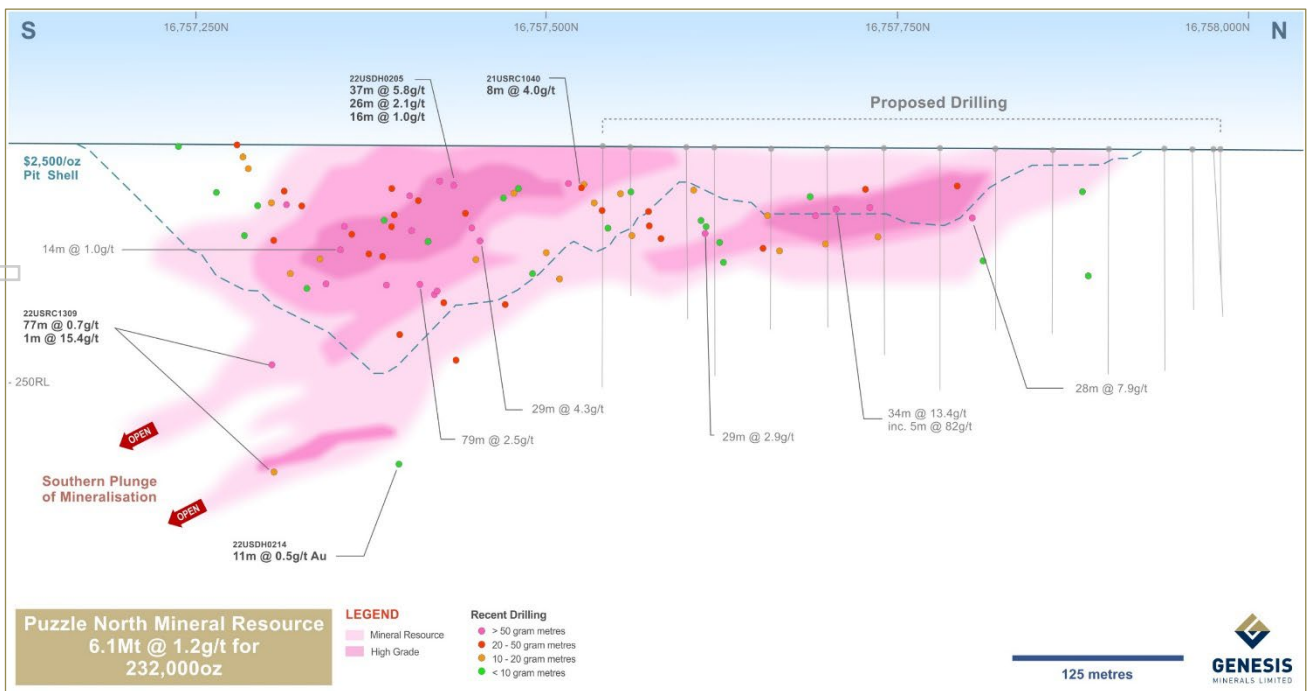 S
16,757,250N
16,757,500N
16,757,750N
16,758,000N
N
22USDH0205
37m @ 5.8g/t
26m @ 2.1g/t
16m @ 1.0g/t
21USRC1040
8m @ 4.0g/t
Proposed Drilling
$2,500/oz
Pit Shell
14m @ 1.0g/t
22USRC1309
77m @ 0.7g/t
1m @ 15.4g/t
- 250RL
29m @ 4.3g/t
79m @ 2.5g/t
29m @ 2.9g/t
34m @ 13.4g/t
inc. 5m @ 82g/t
28m @ 7.9g/t
OPEN
Southern Plunge
of Mineralisation
OPEN
22USDH0214
11m @ 0.5g/t Au
Puzzle North Mineral Resource
6.1Mt @ 1.2g/t for
232,000oz
LEGEND
Mineral Resource
High Grade
Recent Drilling
> 50 gram metres
20 - 50 gram metres
10 - 20 gram metres
< 10 gram metres
125 metres
GENESIS
MINERALS LIMITED